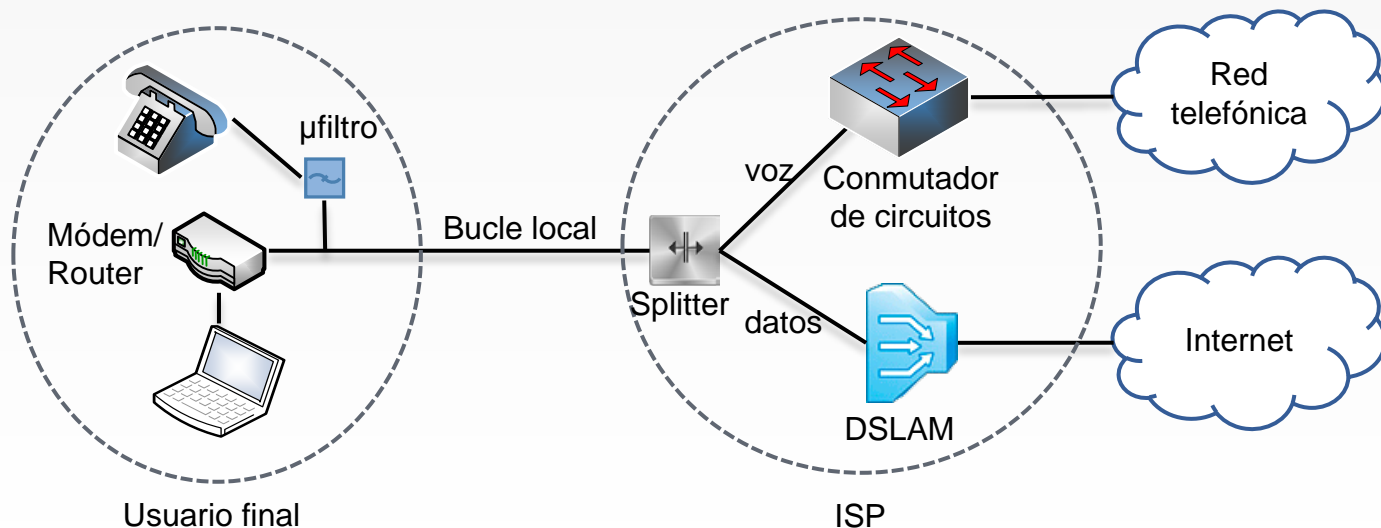 µfiltro
Módem/
Router
Usuario final
Bucle local
Splitter
voz
datos
Conmutador
de circuitos
DSLAM
ISP
Red
telefónica
Internet